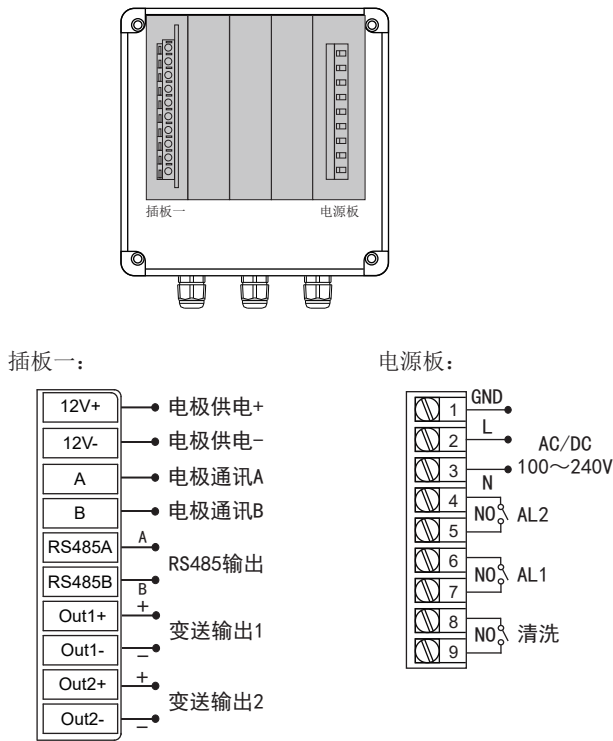 插板一
电源板
插板一:
12V+ 电极供电+
12V- 电极供电-
A 电极通讯A
B 电极通讯B
RS485A A
RS485输出
RS485B B
Out1+ +
变送输出1
Out1- -
Out2+ +
变送输出2
Out2- -
电源板:
1 GND
2 L
AC/DC
100~240V
3 N
4
NO AL2
5
6
NO AL1
7
8
NO 清洗
9